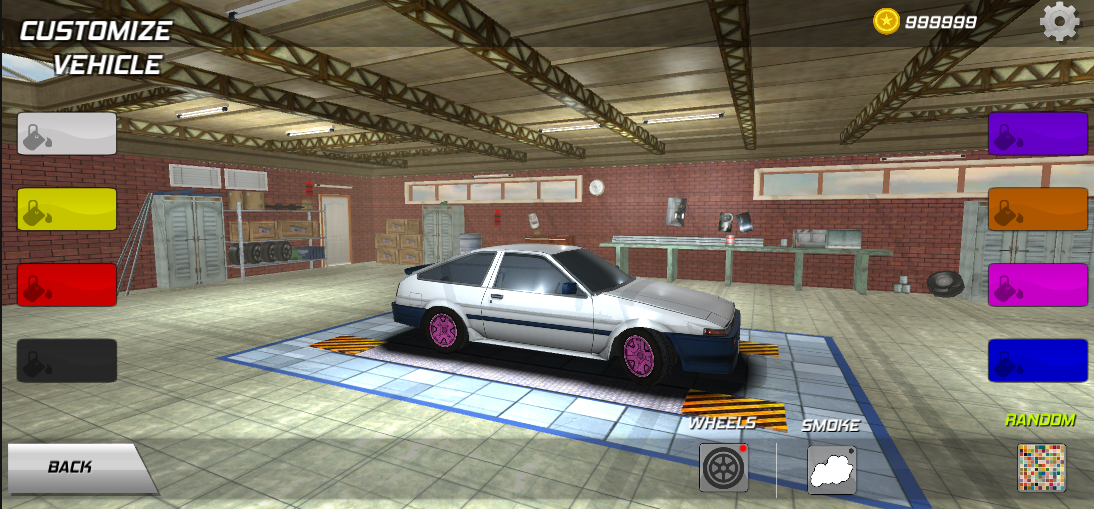 CUSTOMIZE
VEHICLE
999999
WHEELS
SMOKE
RANDOM
BACK